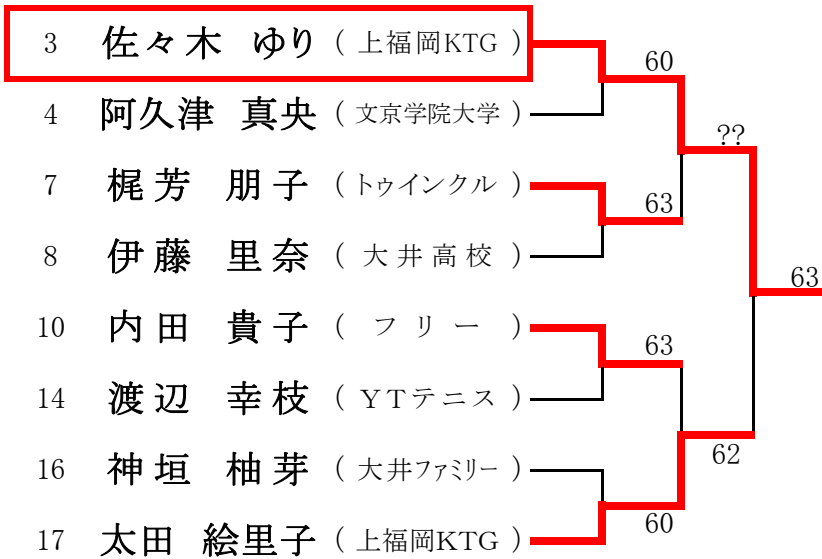 3 佐々木 ゆり ( 上福岡KTG )
60
4 阿久津 真央 ( 文京学院大学 )
??
7 梶芳 朋子 ( トゥインクル )
63
8 伊藤 里奈 ( 大井高校 )
63
10 内田 貴子 ( フリー )
63
14 渡辺 幸枝 ( YTテニス )
62
16 神垣 柚芽 ( 大井ファミリー )
60
17 太田 絵里子 ( 上福岡KTG )